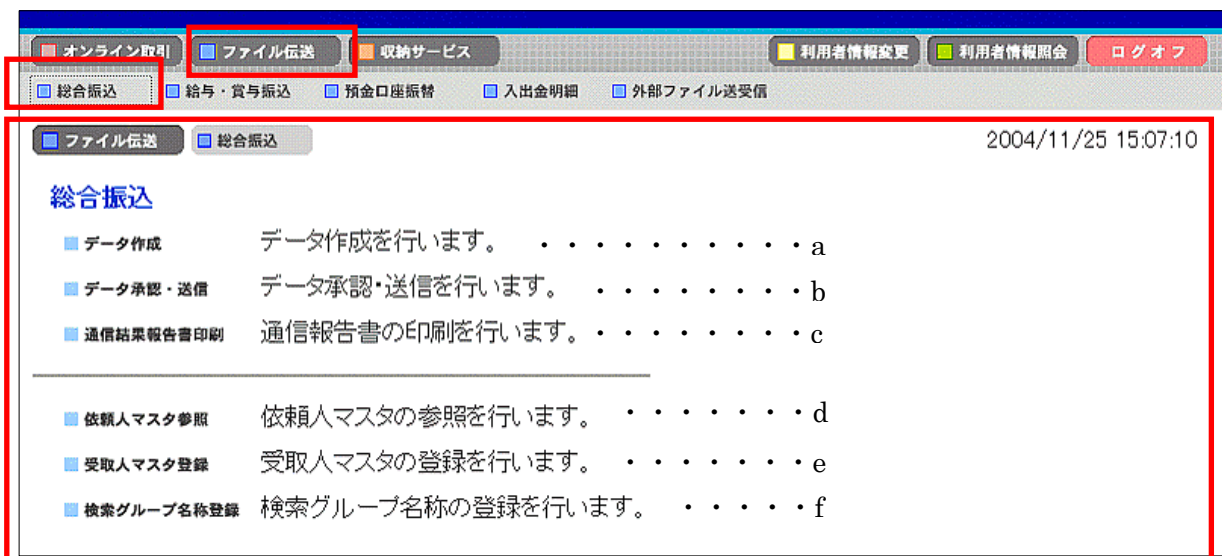 オンライン取引 ファイル伝送 収納サービス 利用者情報変更 利用者情報照会 ログオフ
総合振込 給与・賞与振込 預金口座振替 入出金明細 外部ファイル送受信
ファイル伝送 総合振込 2004/11/25 15:07:10
総合振込
データ作成 データ作成を行います。 ・・・・・・・・・・a
データ承認・送信 データ承認・送信を行います。 ・・・・・・・・b
通信結果報告書印刷 通信報告書の印刷を行います。・・・・・・・・c
依頼人マスタ参照 依頼人マスタの参照を行います。 ・・・・・・・d
受取人マスタ登録 受取人マスタの登録を行います。 ・・・・・・・e
検索グループ名称登録 検索グループ名称の登録を行います。 ・・・・・f